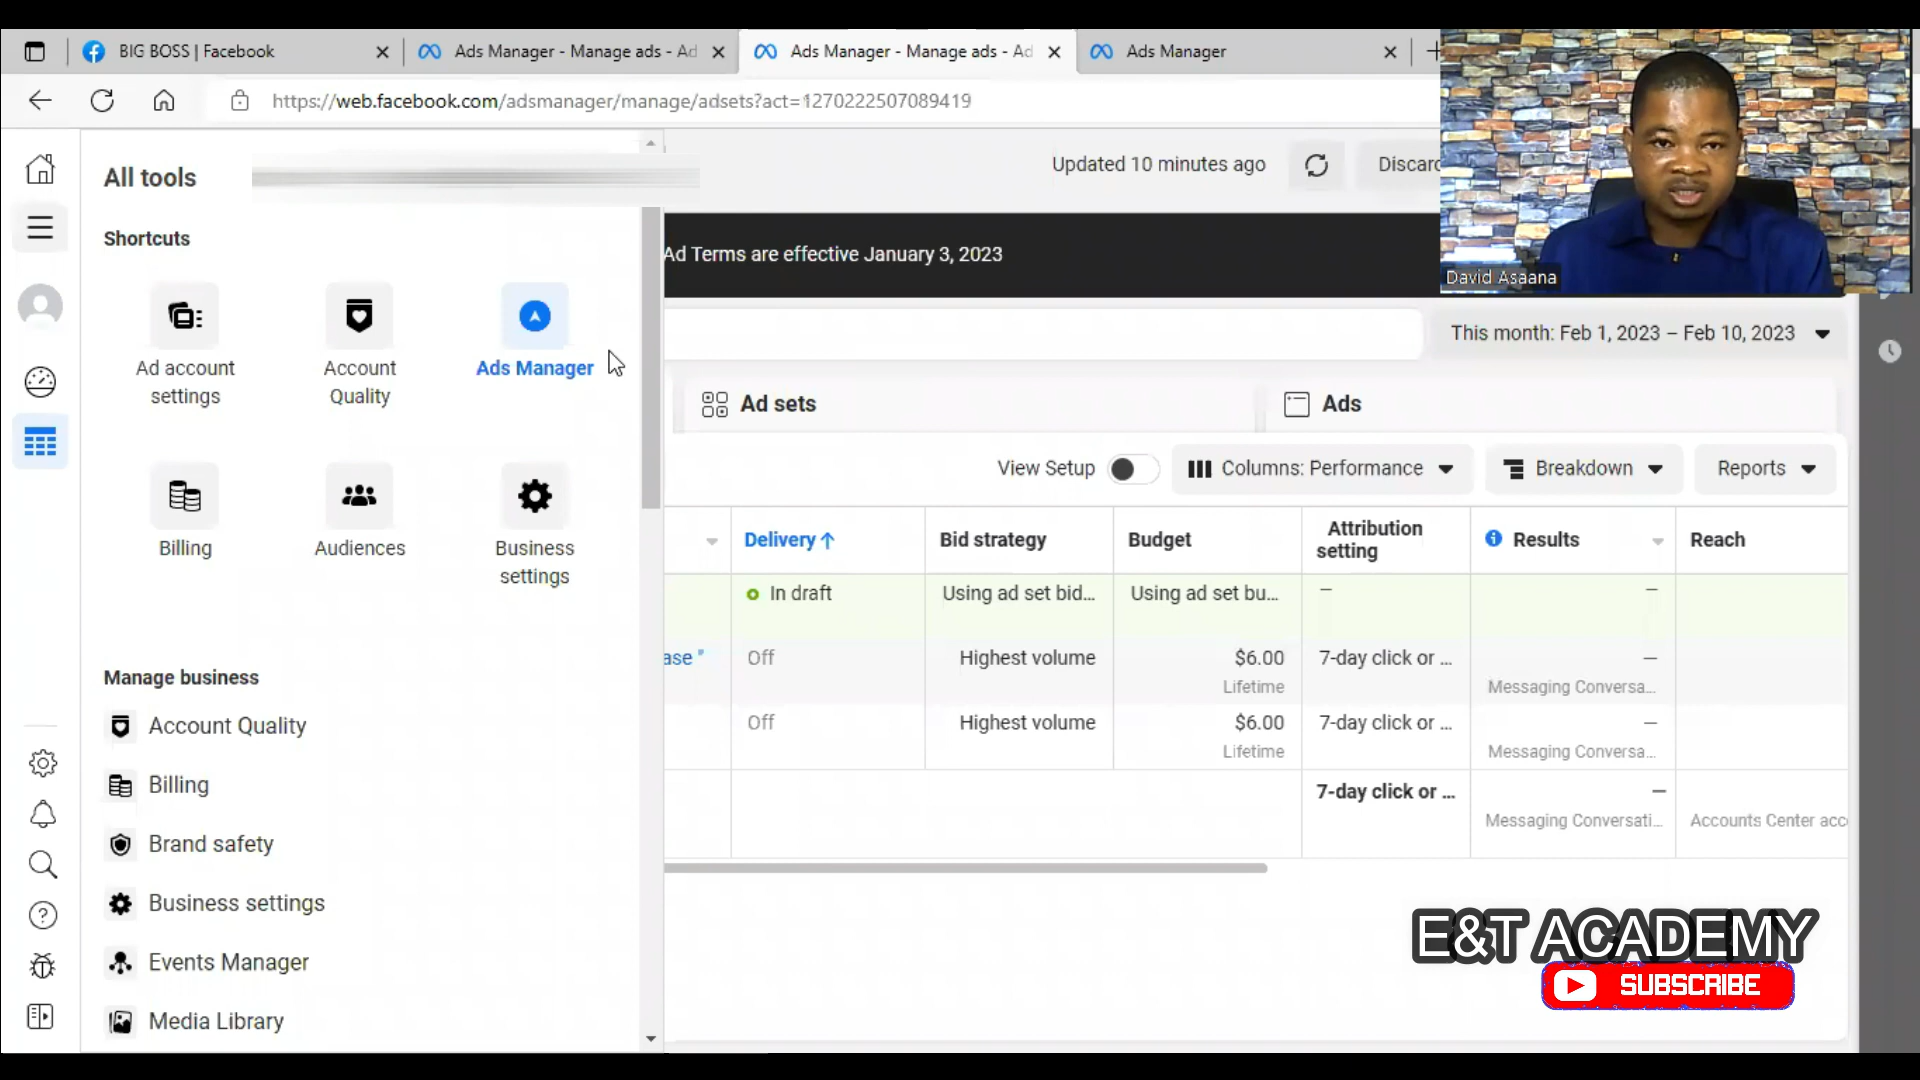 BIG BOSS | Facebook
Ads Manager - Manage ads - Ad
Ads Manager - Manage ads - Ad
Ads Manager
https://web.facebook.com/adsmanager/manage/adsets?act=1270222507089419
All tools
Updated 10 minutes ago
Discar
Shortcuts
Ad Terms are effective January 3, 2023
David Asaana
Ad account settings
Account Quality
Ads Manager
This month: Feb 1, 2023 – Feb 10, 2023
Ad sets
Ads
View Setup
Columns: Performance
Breakdown
Reports
Billing
Audiences
Business settings
Delivery ↑
Bid strategy
Budget
Attribution setting
Results
Reach
In draft
Using ad set bid...
Using ad set bu...
—
—
ase "
Off
Highest volume
$6.00
Lifetime
7-day click or ...
—
Messaging Conversa...
Off
Highest volume
$6.00
Lifetime
7-day click or ...
—
Messaging Conversa...
7-day click or ...
—
Messaging Conversati...
Accounts Center acc
Manage business
Account Quality
Billing
Brand safety
Business settings
Events Manager
Media Library
E&T ACADEMY
SUBSCRIBE